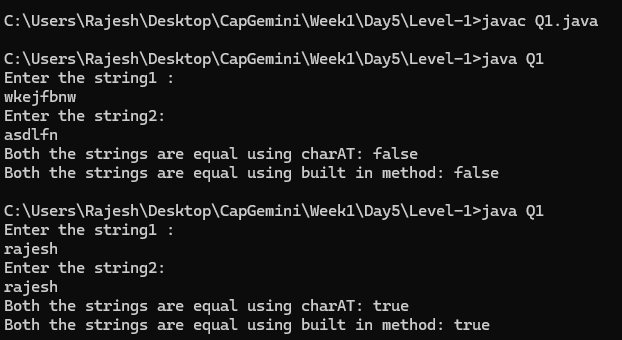 C:\Users\Rajesh\Desktop\CapGemini\Week1\Day5\Level-1>javac Q1.java
C:\Users\Rajesh\Desktop\CapGemini\Week1\Day5\Level-1>java Q1
Enter the string1 :
wkejfbnw
Enter the string2:
asdlfn
Both the strings are equal using charAT: false
Both the strings are equal using built in method: false
C:\Users\Rajesh\Desktop\CapGemini\Week1\Day5\Level-1>java Q1
Enter the string1 :
rajesh
Enter the string2:
rajesh
Both the strings are equal using charAT: true
Both the strings are equal using built in method: true